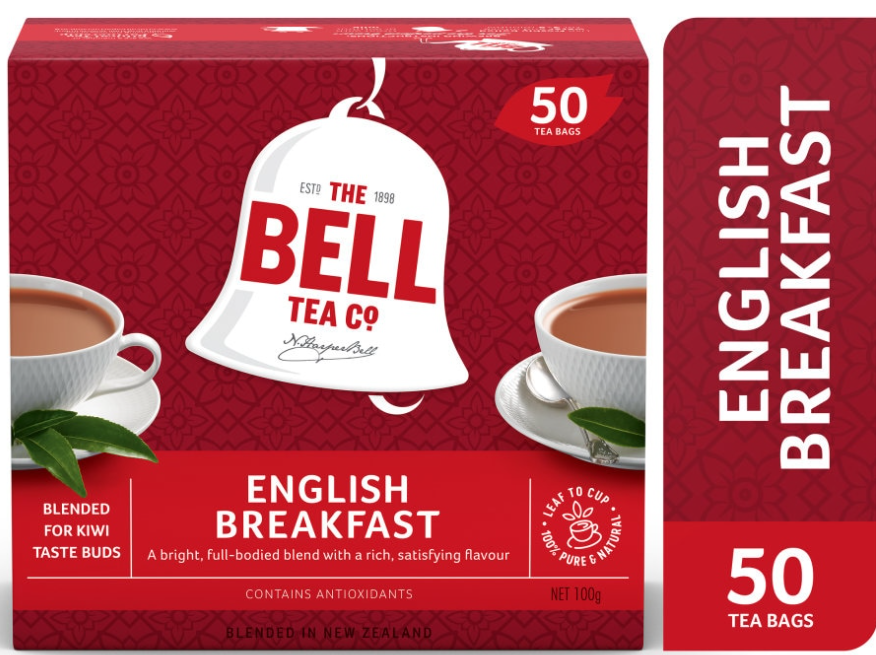 50
TEA BAGS
ESTD THE 1898
BELL
TEA CO
N. Harper Bell
BLENDED
FOR KIWI
TASTE BUDS
ENGLISH
BREAKFAST
A bright, full-bodied blend with a rich, satisfying flavour
LEAF TO CUP
100% PURE & NATURAL
CONTAINS ANTIOXIDANTS
NET 100g
BLENDED IN NEW ZEALAND
ENGLISH
BREAKFAST
50
TEA BAGS